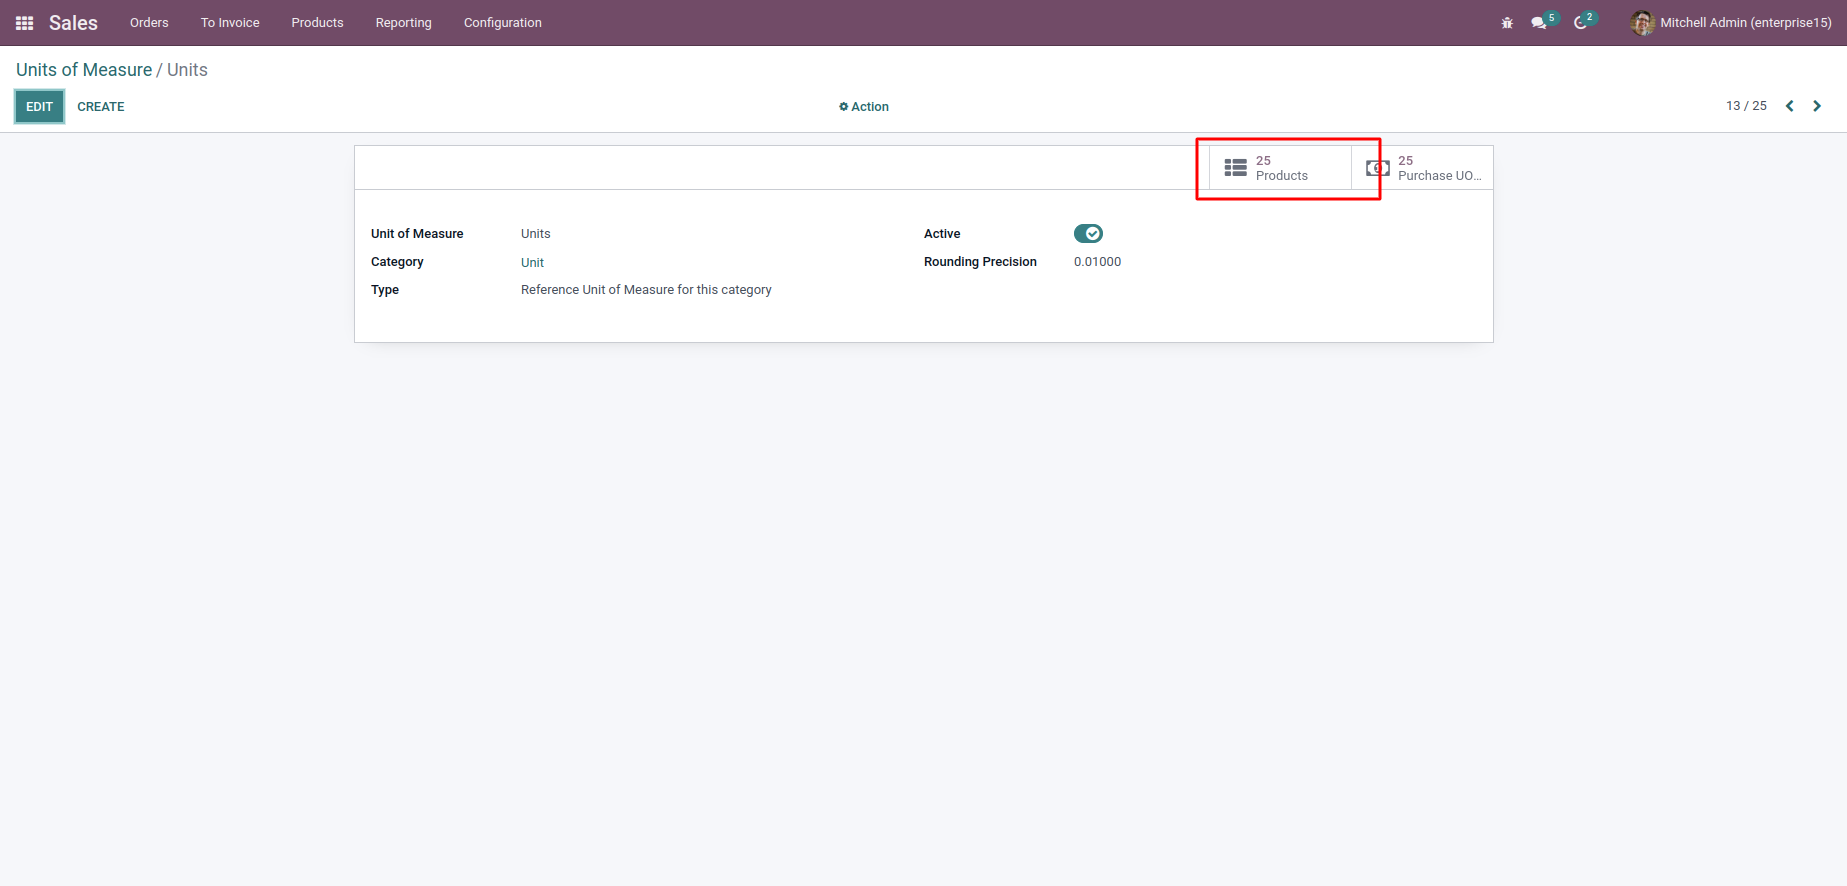 Sales Orders To Invoice Products Reporting Configuration 5 2 Mitchell Admin (enterprise15)
Units of Measure / Units
EDIT CREATE Action 13 / 25
25 Products
25 Purchase UO...
Unit of Measure Units Active
Category Unit Rounding Precision 0.01000
Type Reference Unit of Measure for this category